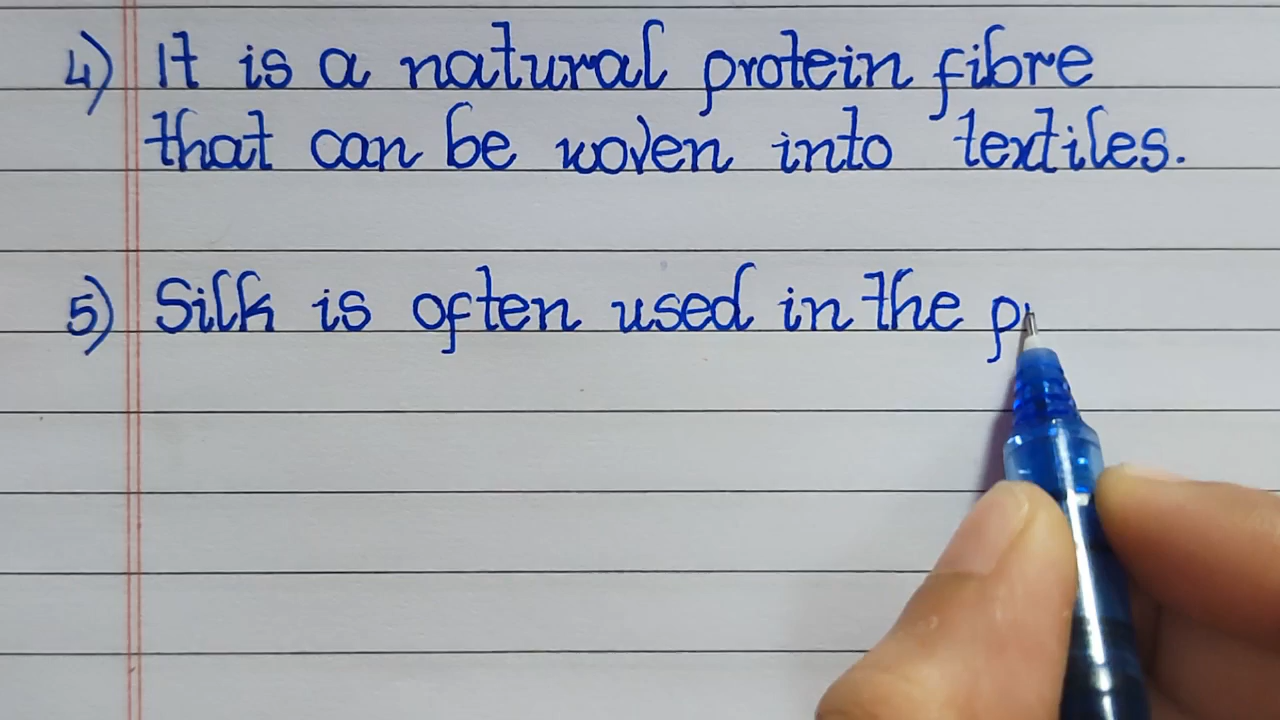 4) It is a natural protein fibre
that can be woven into textiles.
5) Silk is often used in the p